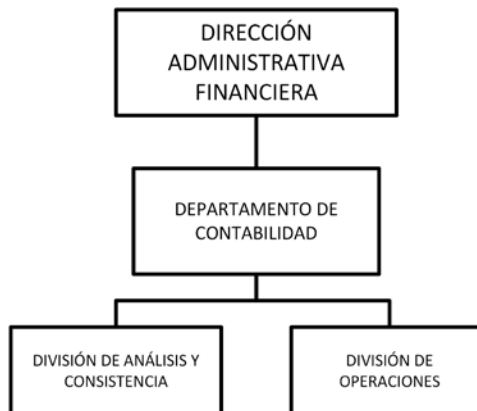 DIRECCIÓN
ADMINISTRATIVA
FINANCIERA
DEPARTAMENTO DE
CONTABILIDAD
DIVISIÓN DE ANÁLISIS Y
CONSISTENCIA
DIVISIÓN DE
OPERACIONES